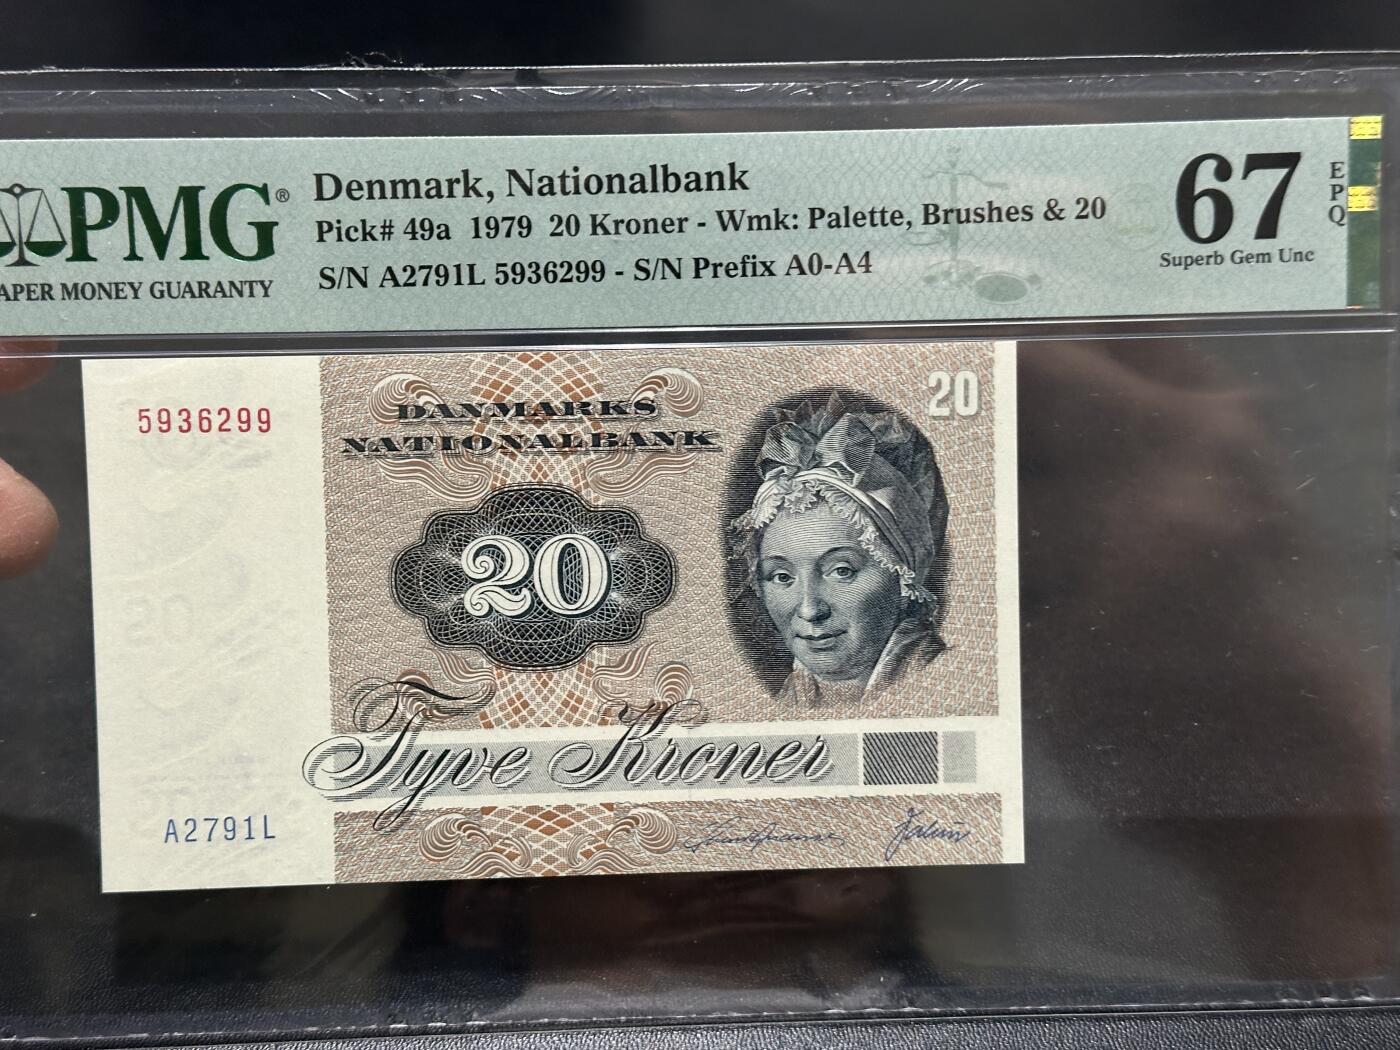 PMG®
APER MONEY GUARANTY
Denmark, Nationalbank
Pick# 49a 1979 20 Kroner - Wmk: Palette, Brushes & 20
S/N A2791L 5936299 - S/N Prefix A0-A4
67
EPQ
Superb Gem Unc
5936299
DANMARKS
NATIONALBANK
20
20
Tyve Kroner
A2791L